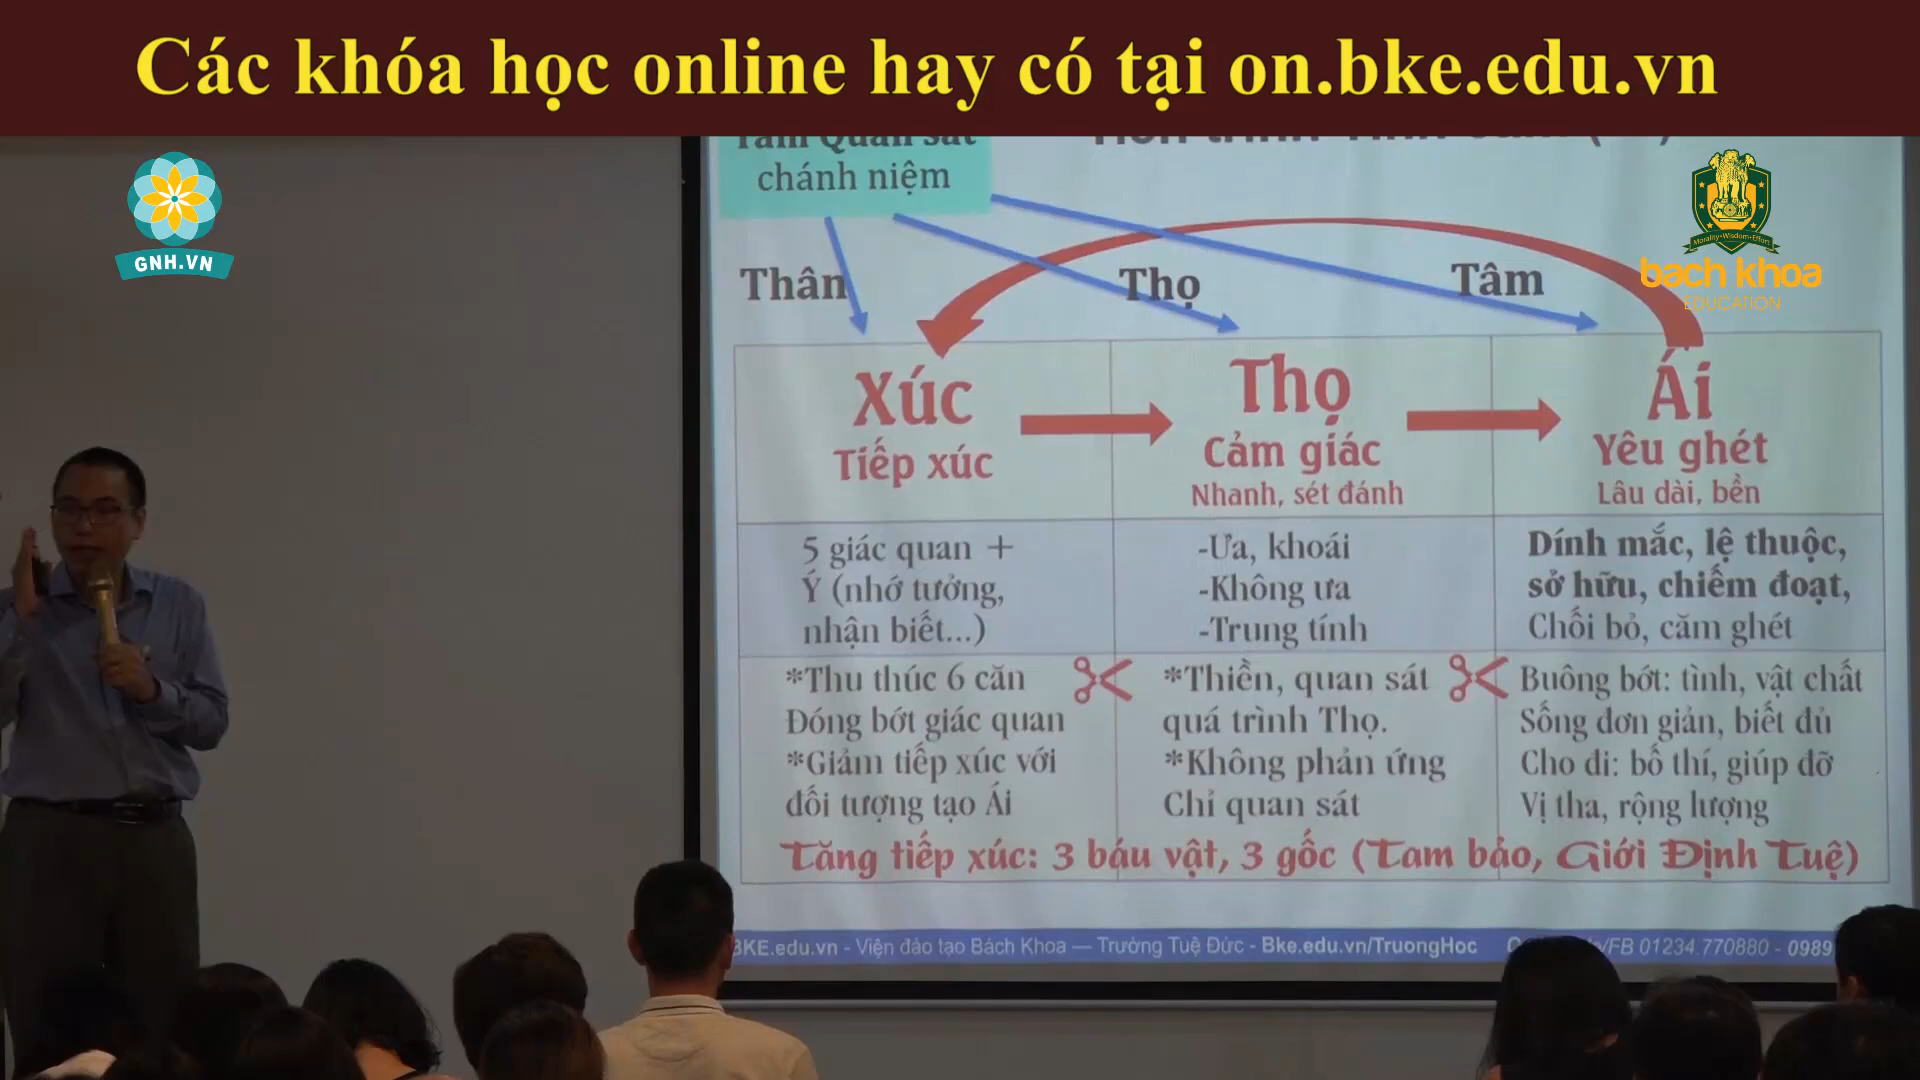 Các khóa học online hay có tại on.bke.edu.vn
GNH.VN
Tâm Quan sát
chánh niệm
Morality•Wisdom•Effort
bach khoa
EDUCATION
Thân
Thọ
Tâm
Xúc
Tiếp xúc
Thọ
Cảm giác
Nhanh, sét đánh
Ái
Yêu ghét
Lâu dài, bền
5 giác quan +
Ý (nhớ tưởng,
nhận biết...)
-Ưa, khoái
-Không ưa
-Trung tính
Dính mắc, lệ thuộc,
sở hữu, chiếm đoạt,
Chối bỏ, căm ghét
*Thu thúc 6 căn
Đóng bớt giác quan
*Giảm tiếp xúc với
đối tượng tạo Ái
*Thiền, quan sát
quá trình Thọ.
*Không phản ứng
Chỉ quan sát
Buông bớt: tình, vật chất
Sống đơn giản, biết đủ
Cho đi: bố thí, giúp đỡ
Vị tha, rộng lượng
Tăng tiếp xúc: 3 báu vật, 3 gốc (Tam bảo, Giới Định Tuệ)
BKE.edu.vn - Viện đào tạo Bách Khoa — Trường Tuệ Đức - Bke.edu.vn/TruongHoc
/FB 01234.770880 - 0989